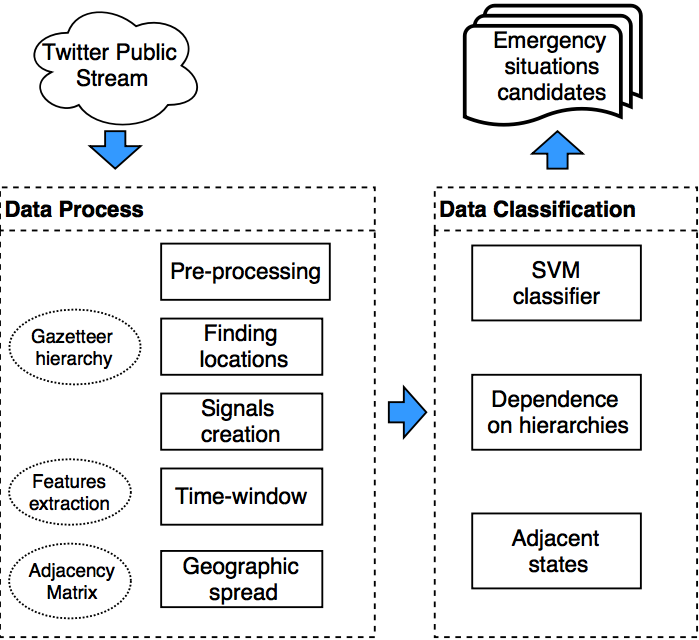 Twitter Public
Stream
Emergency
situations
candidates
Data Process
Pre-processing
Gazetteer
hierarchy
Finding
locations
Signals
creation
Features
extraction
Time-window
Adjacency
Matrix
Geographic
spread
Data Classification
SVM
classifier
Dependence
on hierarchies
Adjacent
states